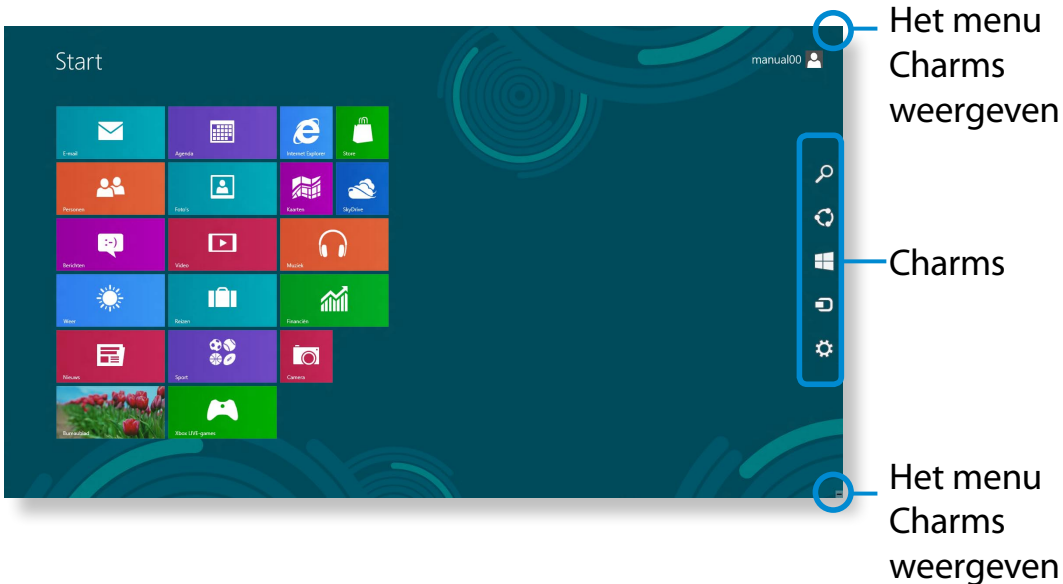 Het menu
Charms
weergeven
Start
manual00
E-mail
Agenda
Internet Explorer
Store
Personen
Foto's
Kaarten
SkyDrive
Berichten
:-)
Video
Muziek
Charms
Weer
Reizen
Financiën
Nieuws
Sport
Camera
Bureaublad
Xbox LIVE-games
Het menu
Charms
weergeven